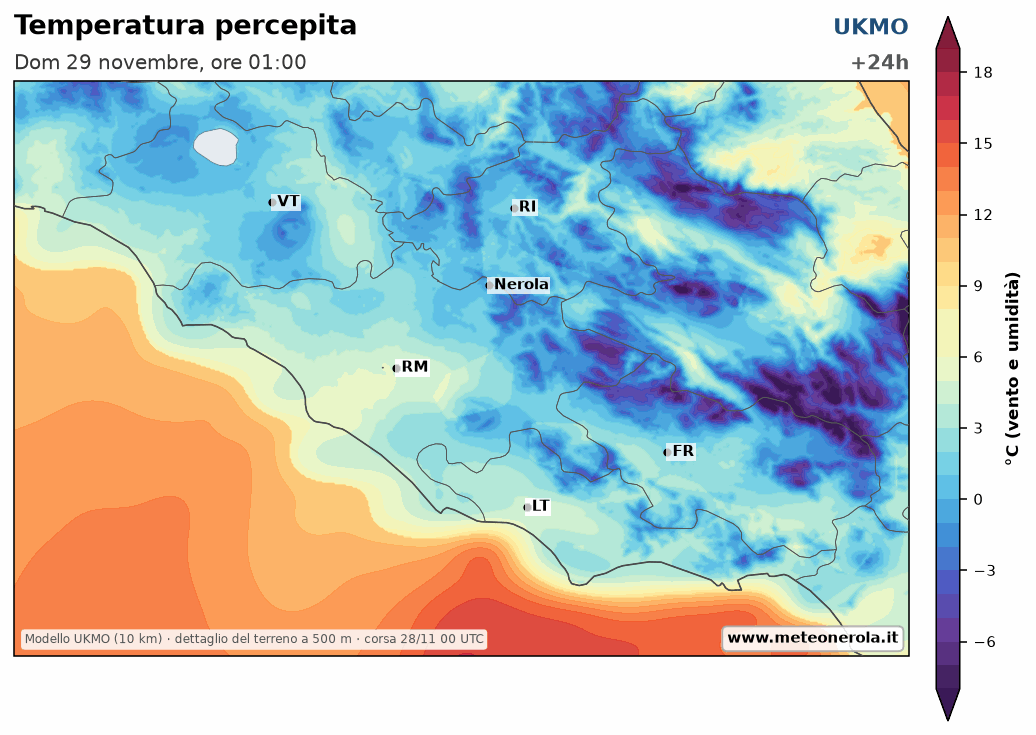 Temperatura percepita
UKMO
Dom 29 novembre, ore 01:00
+24h
VT
RI
Nerola
RM
FR
LT
Modello UKMO (10 km) · dettaglio del terreno a 500 m · corsa 28/11 00 UTC
www.meteonerola.it
18
15
12
9
6
3
0
−3
−6
°C (vento e umidità)